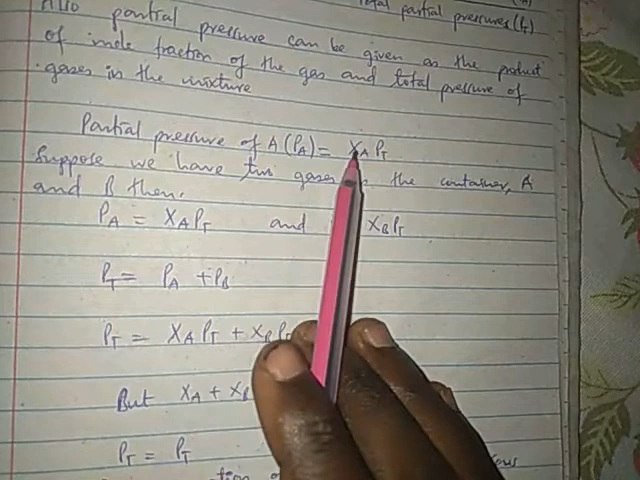 Total partial pressures (PT)
Also partial pressure can be given as the product
of mole fraction of the gas and total pressure of
gases in the mixture
Partial pressure of A (PA) = XA PT
Suppose we have two gases the container, A
and B then.
PA = XA PT and XB PT
PT = PA + PB
PT = XA PT + XB P
But XA + XB
PT = PT